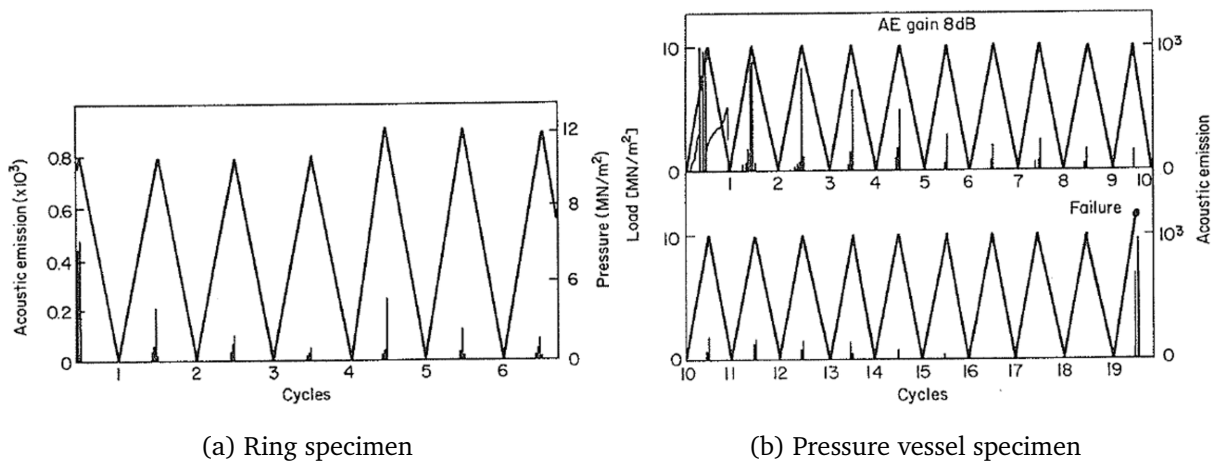 Acoustic emission (x10³)
0.8
0.6
0.4
0.2
0
12
8
6
0
Pressure (MN/m²)
1 2 3 4 5 6
Cycles
(a) Ring specimen
AE gain 8dB
Load [MN/m²]
10
0
10³
0
Acoustic emission
1 2 3 4 5 6 7 8 9 10
Failure
10
0
10³
0
10 11 12 13 14 15 16 17 18 19
Cycles
(b) Pressure vessel specimen